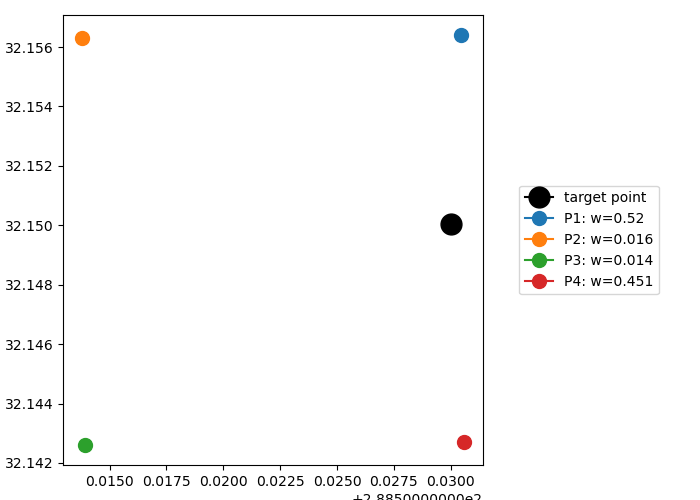 32.156
32.154
32.152
32.150
32.148
32.146
32.144
32.142
0.0150 0.0175 0.0200 0.0225 0.0250 0.0275 0.0300
+2.8850000000e2
target point
P1: w=0.52
P2: w=0.016
P3: w=0.014
P4: w=0.451